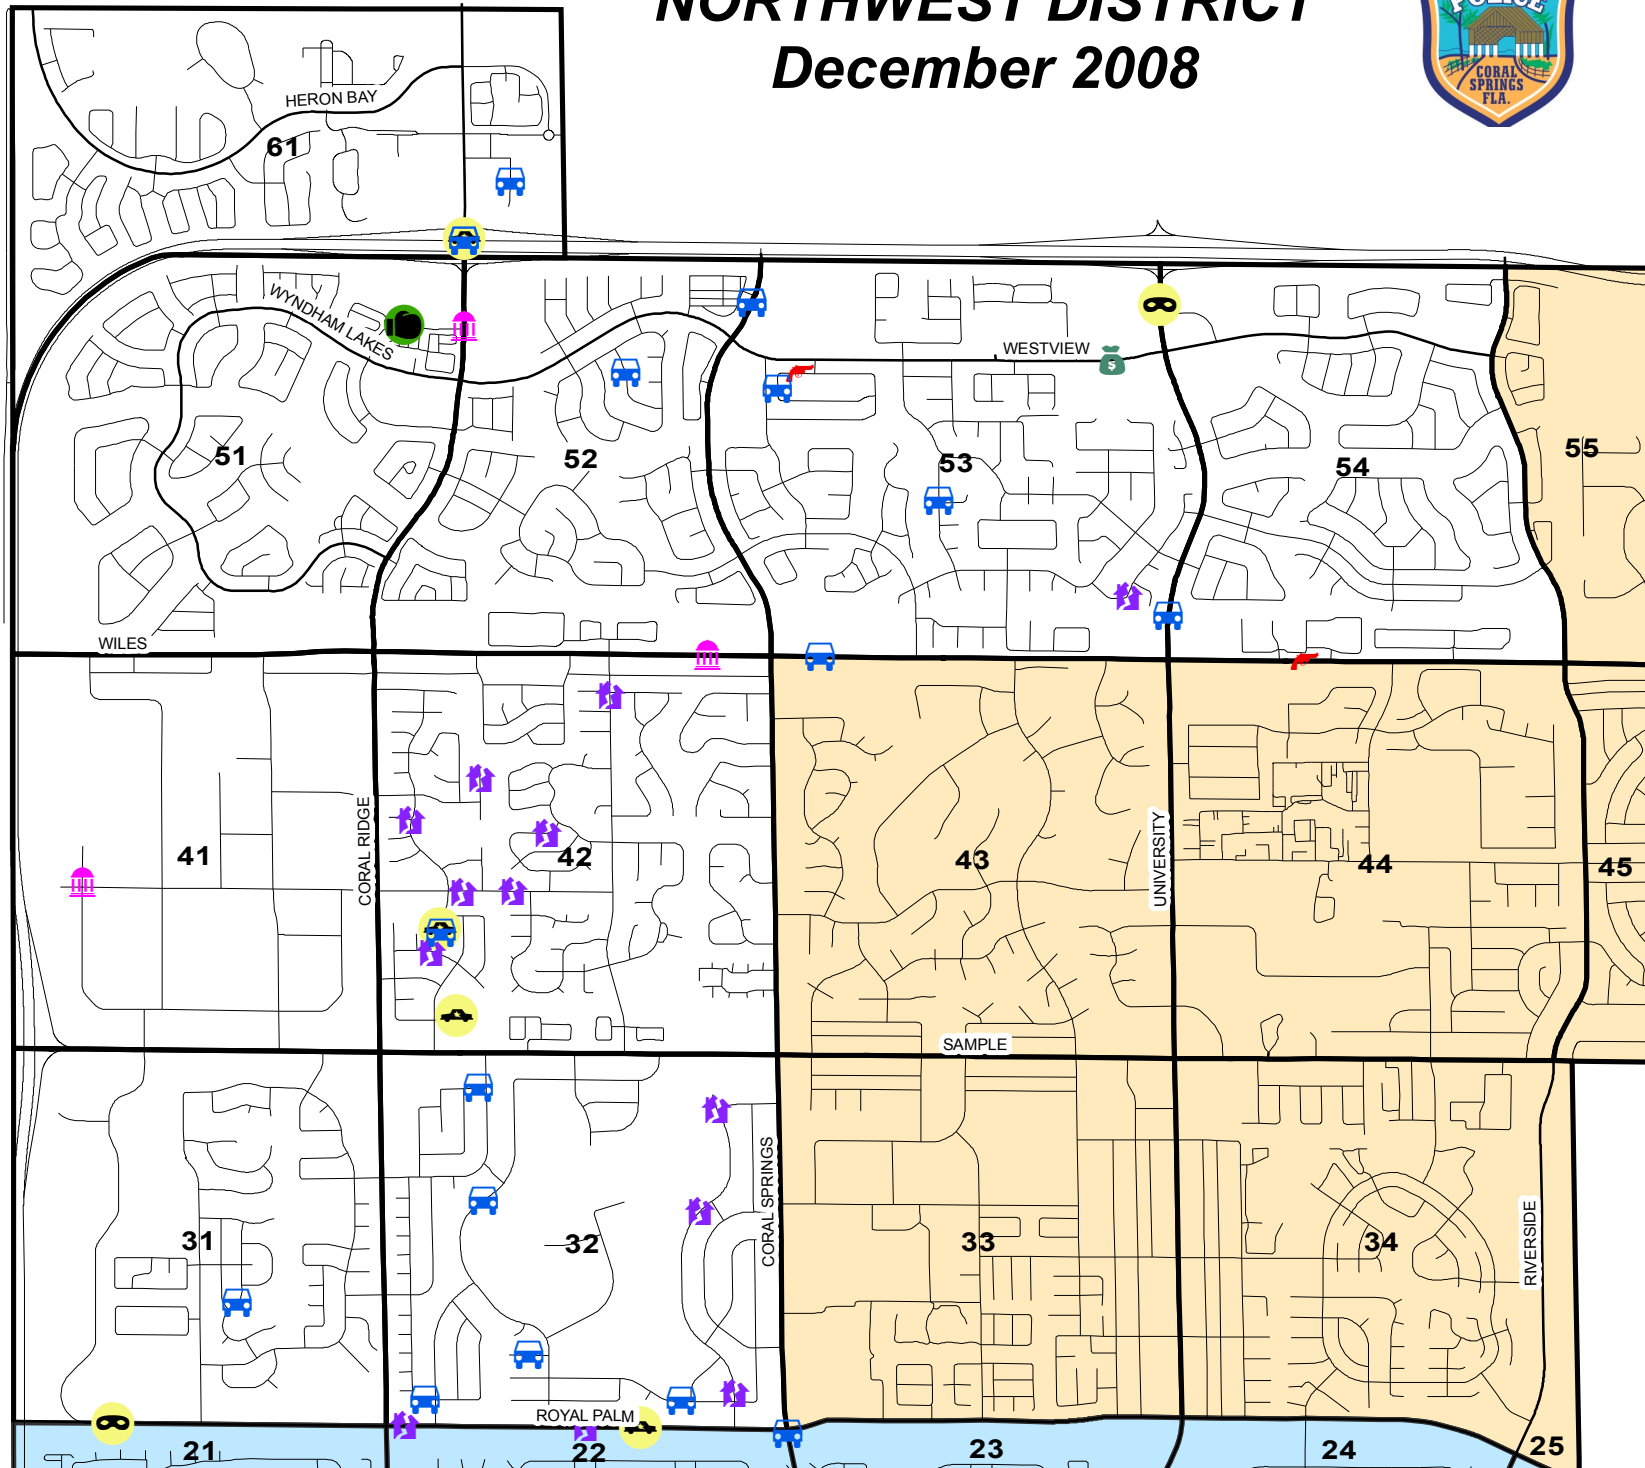 NORTHWEST DISTRICT
December 2008
POLICE
CORAL
SPRINGS
FLA.
HERON BAY
61
WYNDHAM LAKES
WESTVIEW
51
52
53
54
55
WILES
CORAL RIDGE
UNIVERSITY
41
42
43
44
45
SAMPLE
CORAL SPRINGS
RIVERSIDE
31
32
33
34
ROYAL PALM
21
22
23
24
25
$